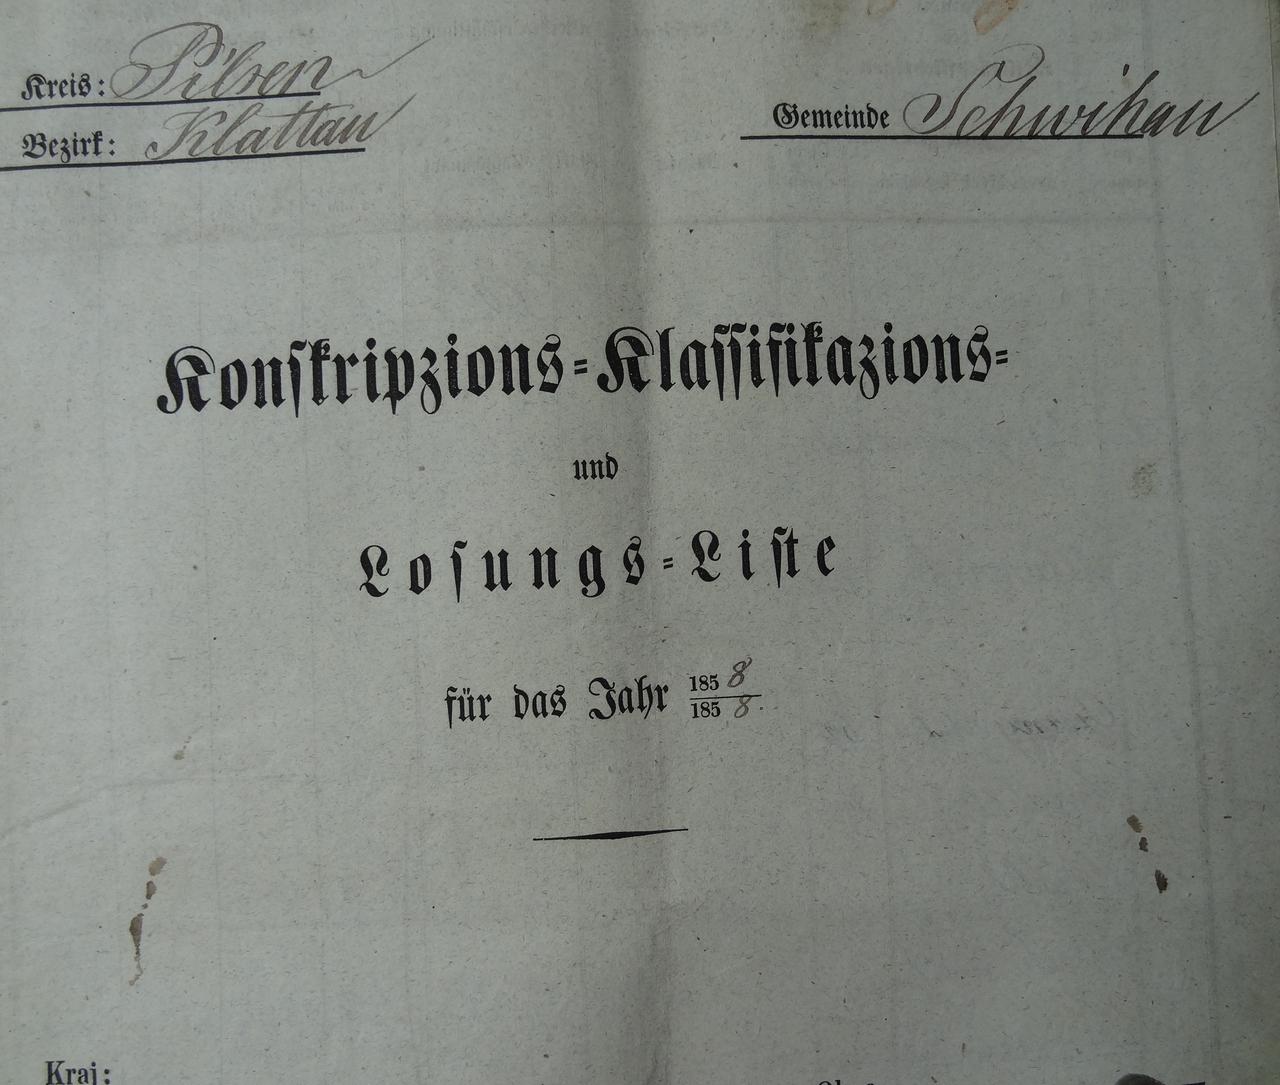 Kreis: Pilsen
Bezirk: Klattau
Gemeinde Schwihau
Konskripzions-Klassifikazions-
und
Losungs-Liste
für das Jahr 1858
1858.
Kraj: